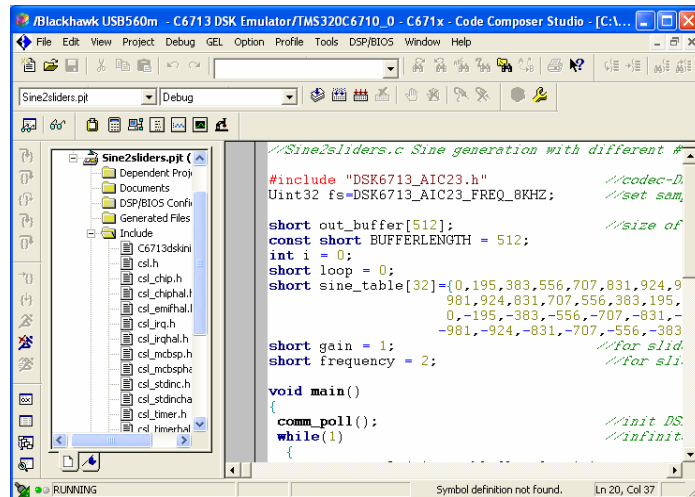 /Blackhawk USB560m - C6713 DSK Emulator/TMS320C6710_0 - C671x - Code Composer Studio - [C:\...
File Edit View Project Debug GEL Option Profile Tools DSP/BIOS Window Help
Sine2sliders.pjt Debug
Sine2sliders.pjt (
Dependent Proj
Documents
DSP/BIOS Confi
Generated Files
Include
C6713dskini
csl.h
csl_chip.h
csl_chiphal.h
csl_emifhal.h
csl_irq.h
csl_irqhal.h
csl_mcbsp.h
csl_mcbspha
csl_stdinc.h
csl_stdincha
csl_timer.h
csl_timerhal
//Sine2sliders.c Sine generation with different #
#include "DSK6713_AIC23.h" //codec-D
Uint32 fs=DSK6713_AIC23_FREQ_8KHZ; //set sam
short out_buffer[512]; //size of
const short BUFFERLENGTH = 512;
int i = 0;
short loop = 0;
short sine_table[32]={0,195,383,556,707,831,924,9
981,924,831,707,556,383,195,
0,-195,-383,-556,-707,-831,-
-981,-924,-831,-707,-556,-383
short gain = 1; //for slid
short frequency = 2; //for sli
void main()
{
comm_poll(); //init DS
while(1) //infinit
{
RUNNING Symbol definition not found. Ln 20, Col 37